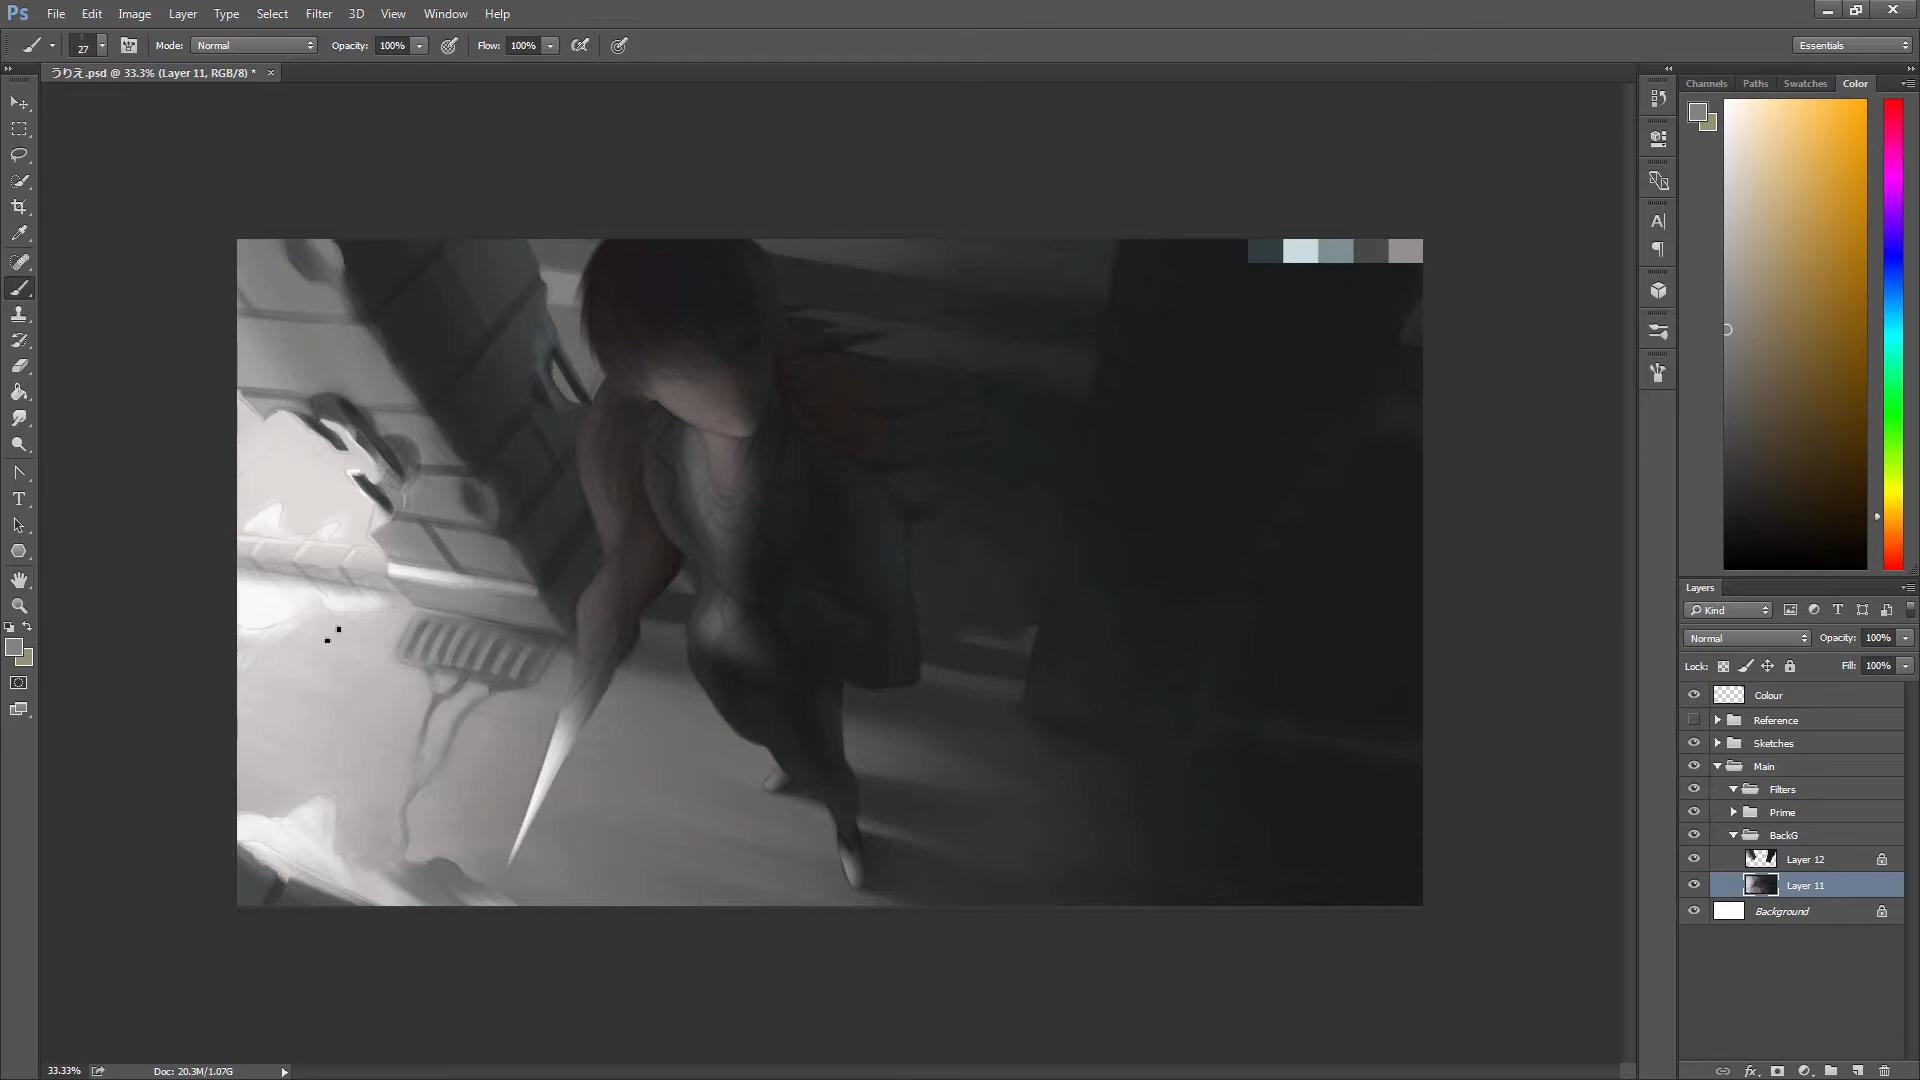 Ps File Edit Image Layer Type Select Filter 3D View Window Help
27 Mode: Normal Opacity: 100% Flow: 100% Essentials
うりえ.psd @ 33.3% (Layer 11, RGB/8) *
Channels Paths Swatches Color
Layers
Kind
Normal Opacity: 100%
Lock: Fill: 100%
Colour
Reference
Sketches
Main
Filters
Prime
BackG
Layer 12
Layer 11
Background
33.33% Doc: 20.3M/1.07G